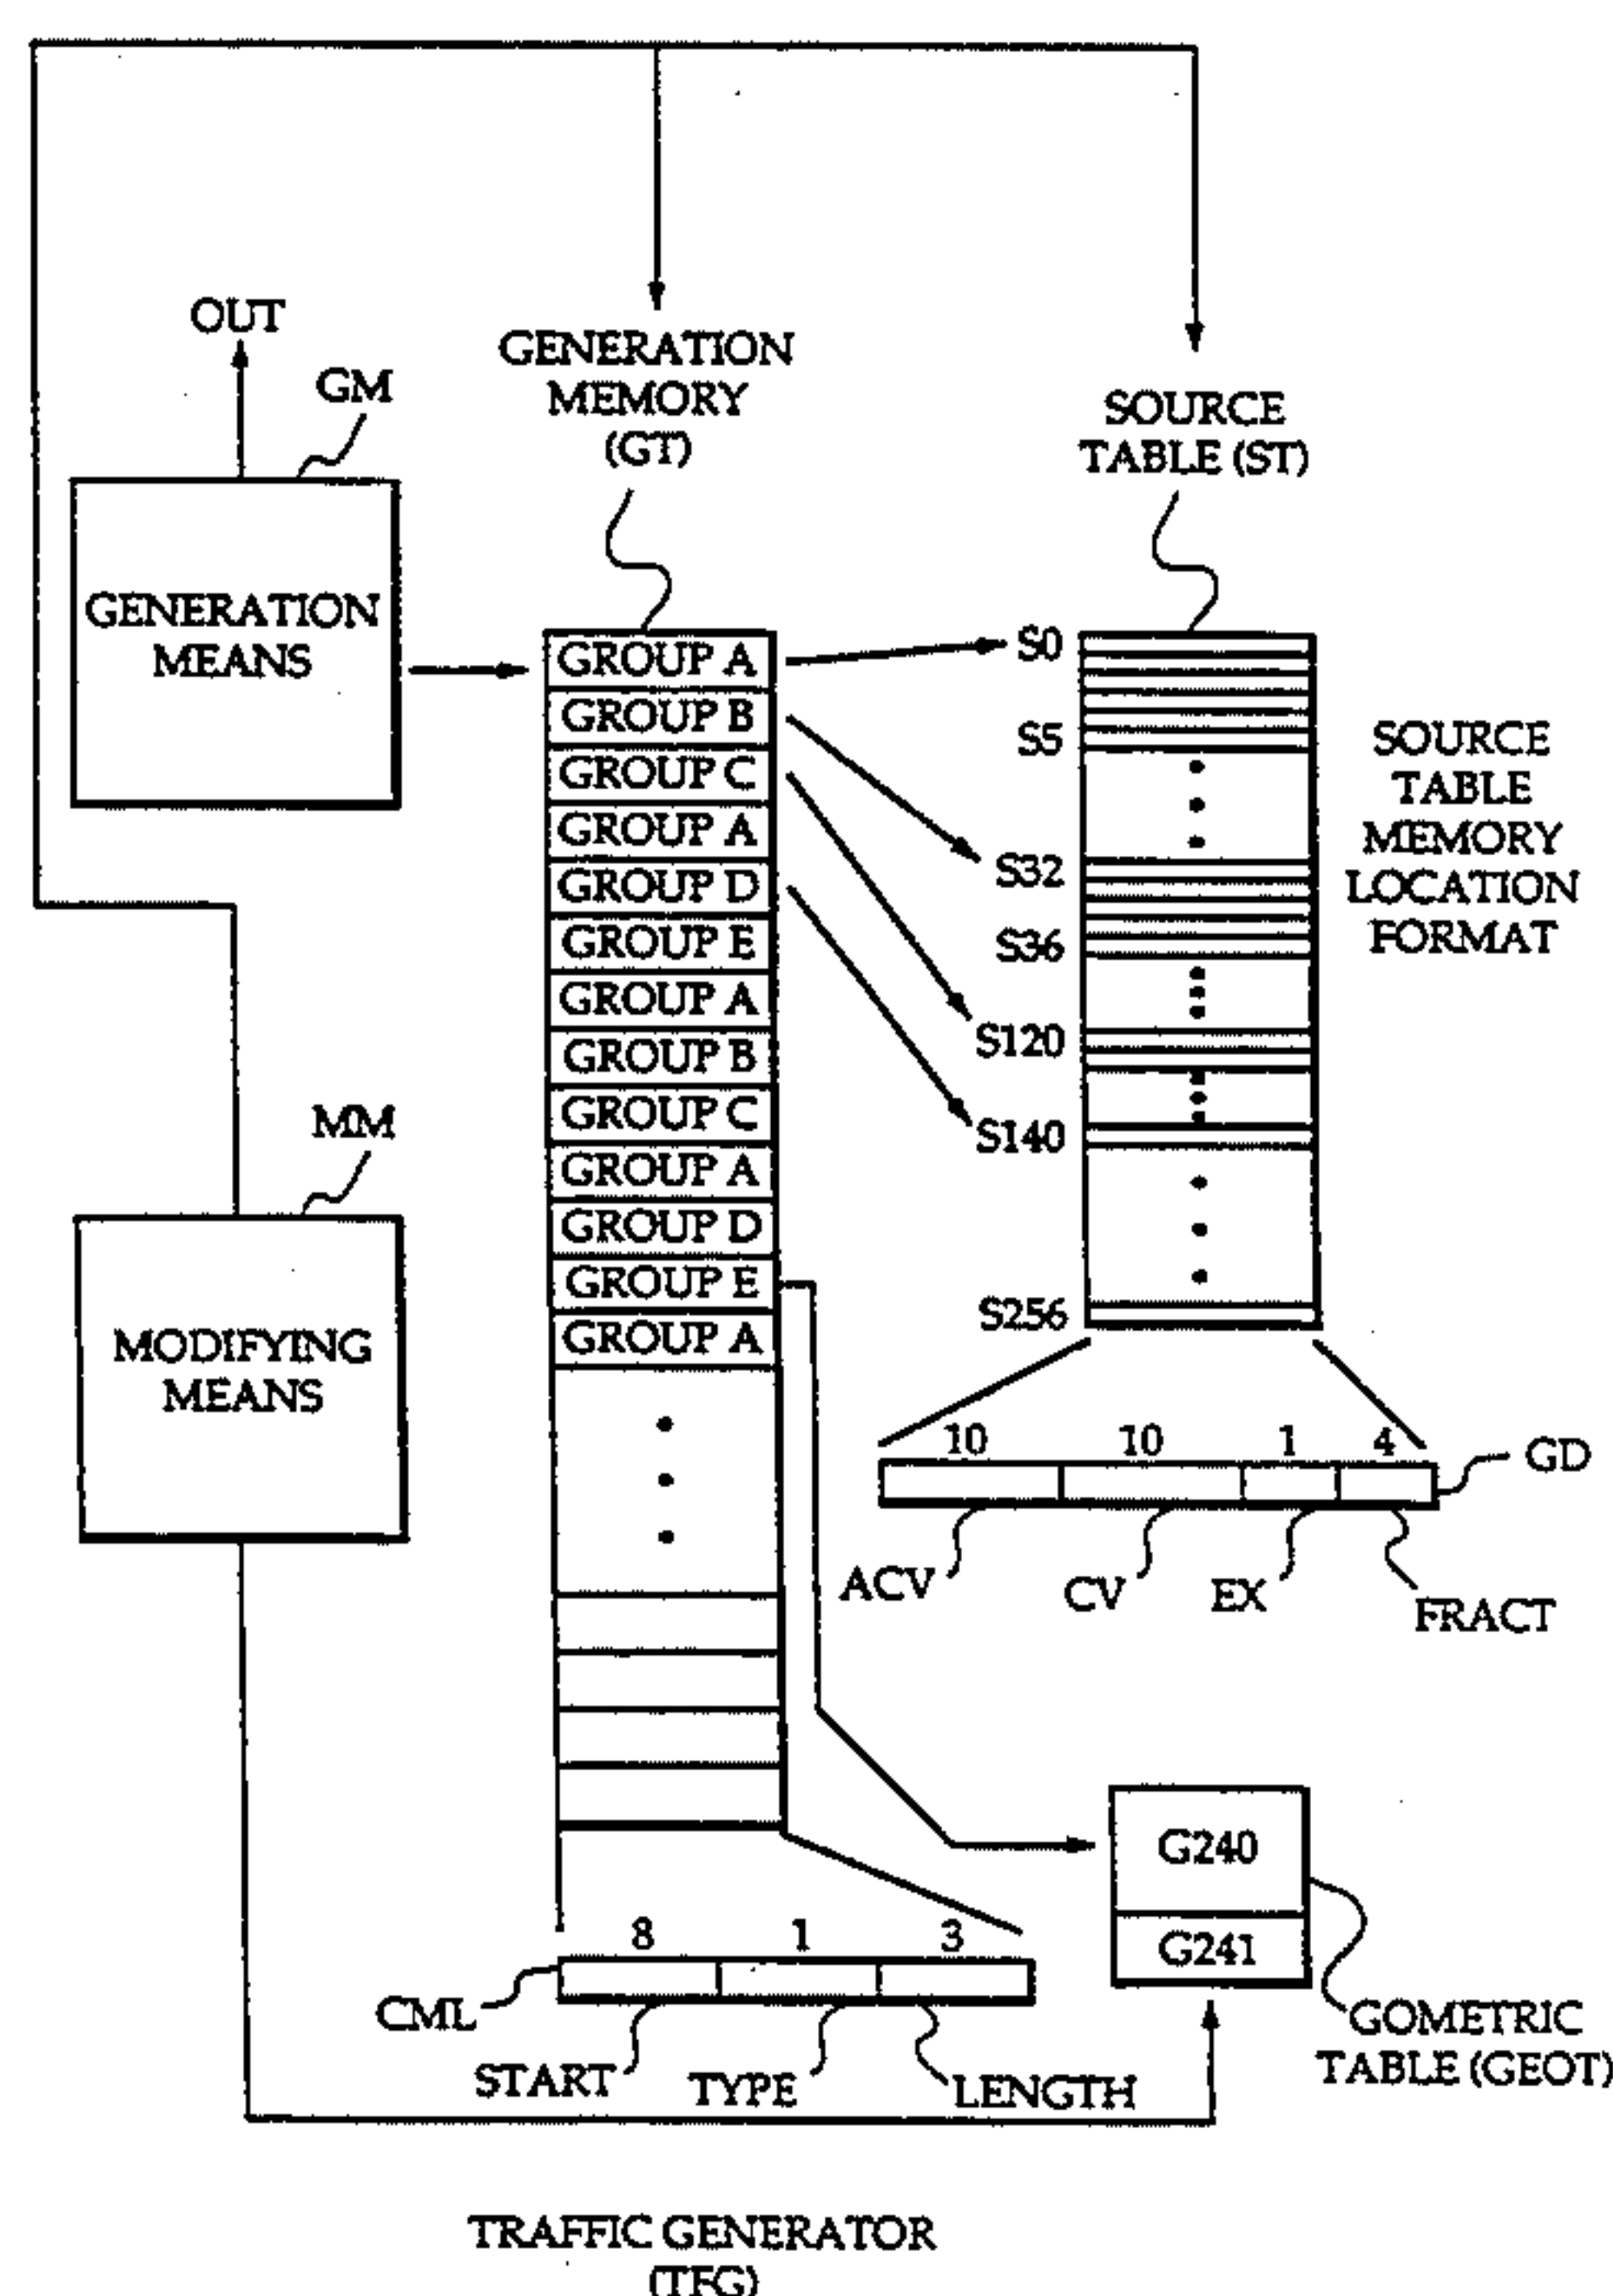 OUT
GM
GENERATION
MEMORY
(GT)
SOURCE
TABLE (ST)
GENERATION
MEANS
GROUP A
GROUP B
GROUP C
GROUP A
GROUP D
GROUP E
GROUP A
GROUP B
GROUP C
GROUP A
GROUP D
GROUP E
GROUP A
S0
S5
S32
S36
S120
S140
S256
SOURCE
TABLE
MEMORY
LOCATION
FORMAT
MM
MODIFYING
MEANS
10 10 1 4
GD
ACV CV EX FRACT
G240
G241
GOMETRIC
TABLE (GEOT)
8 1 3
CML
START TYPE LENGTH
TRAFFIC GENERATOR
(TFG)